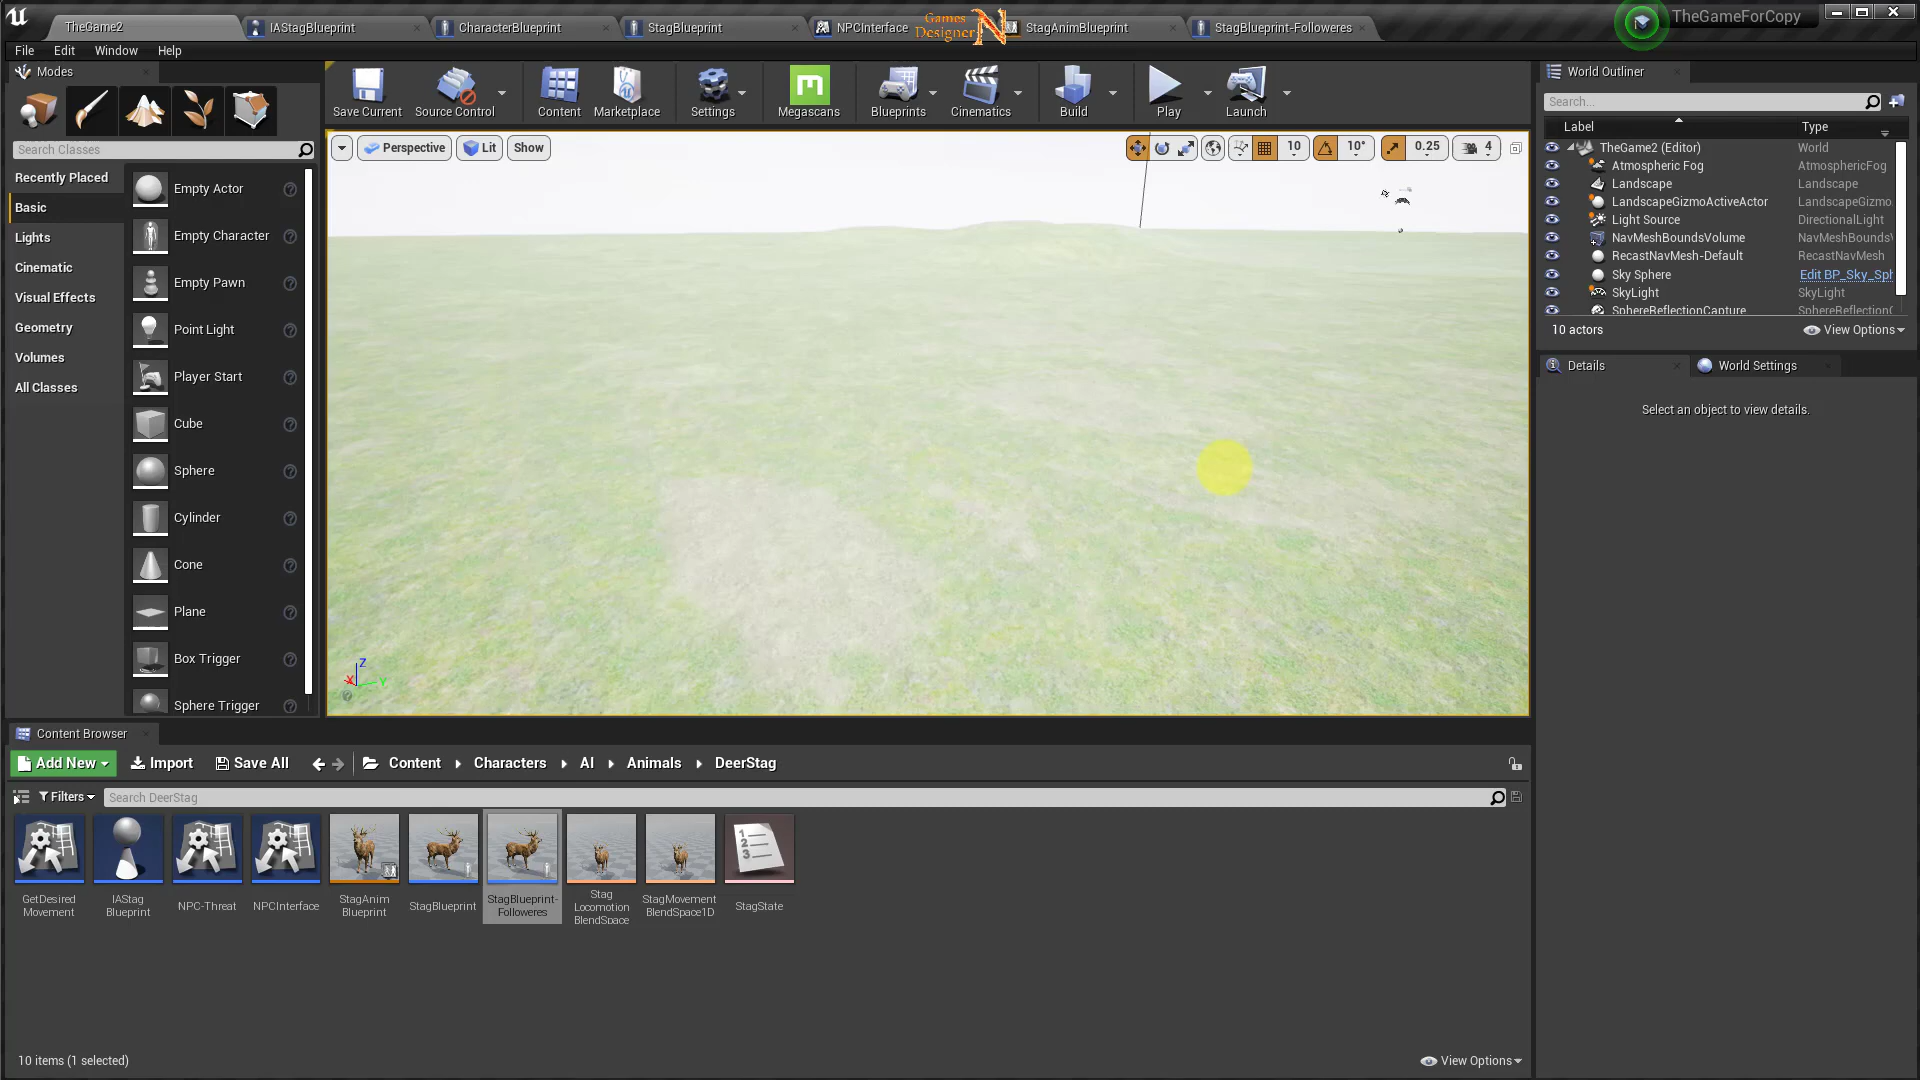 TheGame2
IAStagBlueprint
CharacterBlueprint
StagBlueprint
NPCInterface
Games
Designer
StagAnimBlueprint
StagBlueprint-Followeres
TheGameForCopy
File Edit Window Help
Modes
Search Classes
Recently Placed
Basic
Lights
Cinematic
Visual Effects
Geometry
Volumes
All Classes
Empty Actor
Empty Character
Empty Pawn
Point Light
Player Start
Cube
Sphere
Cylinder
Cone
Plane
Box Trigger
Sphere Trigger
Save Current
Source Control
Content
Marketplace
Settings
Megascans
Blueprints
Cinematics
Build
Play
Launch
Perspective
Lit
Show
10
10°
0.25
4
Z
X
Y
World Outliner
Search...
Label Type
TheGame2 (Editor) World
Atmospheric Fog AtmosphericFog
Landscape Landscape
LandscapeGizmoActiveActor LandscapeGizmo
Light Source DirectionalLight
NavMeshBoundsVolume NavMeshBoundsV
RecastNavMesh-Default RecastNavMesh
Sky Sphere Edit BP_Sky_Sph
SkyLight SkyLight
SphereReflectionCapture SphereReflectionC
10 actors
View Options
Details
World Settings
Select an object to view details.
Content Browser
Add New
Import
Save All
Content
Characters
AI
Animals
DeerStag
Filters
Search DeerStag
GetDesired
Movement
IAStag
Blueprint
NPC-Threat
NPCInterface
StagAnim
Blueprint
StagBlueprint
StagBlueprint-
Followeres
Stag
Locomotion
BlendSpace
StagMovement
BlendSpace1D
StagState
10 items (1 selected)
View Options